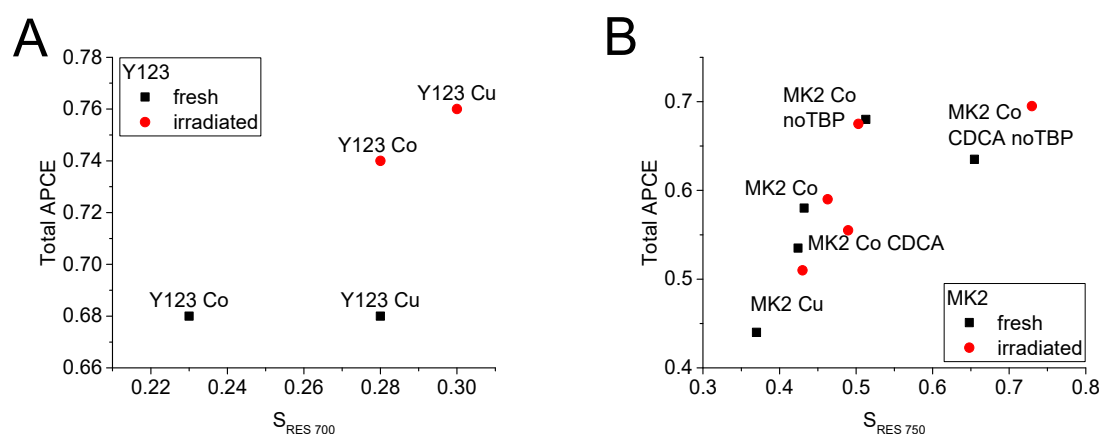 A
Total APCE
0.78
0.76
0.74
0.72
0.70
0.68
0.66
0.22
0.24
0.26
0.28
0.30
S RES 700
Y123
fresh
irradiated
Y123 Cu
Y123 Co
Y123 Co
Y123 Cu
B
Total APCE
0.7
0.6
0.5
0.4
0.3
0.4
0.5
0.6
0.7
0.8
S RES 750
MK2 Co
noTBP
MK2 Co
CDCA noTBP
MK2 Co
MK2 Co CDCA
MK2 Cu
MK2
fresh
irradiated